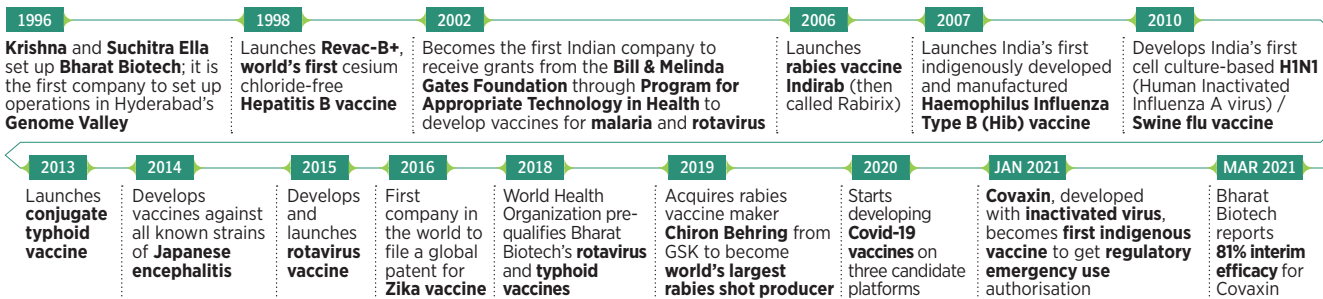 1996
Krishna and Suchitra Ella
set up Bharat Biotech; it is
the first company to set up
operations in Hyderabad's
Genome Valley
1998
Launches Revac-B+,
world's first cesium
chloride-free
Hepatitis B vaccine
2002
Becomes the first Indian company to
receive grants from the Bill & Melinda
Gates Foundation through Program for
Appropriate Technology in Health to
develop vaccines for malaria and rotavirus
2006
Launches
rabies vaccine
Indirab (then
called Rabirix)
2007
Launches India's first
indigenously developed
and manufactured
Haemophilus Influenza
Type B (Hib) vaccine
2010
Develops India's first
cell culture-based H1N1
(Human Inactivated
Influenza A virus) /
Swine flu vaccine
2013
Launches
conjugate
typhoid
vaccine
2014
Develops
vaccines against
all known strains
of Japanese
encephalitis
2015
Develops
and
launches
rotavirus
vaccine
2016
First
company in
the world to
file a global
patent for
Zika vaccine
2018
World Health
Organization pre-
qualifies Bharat
Biotech's rotavirus
and typhoid
vaccines
2019
Acquires rabies
vaccine maker
Chiron Behring from
GSK to become
world's largest
rabies shot producer
2020
Starts
developing
Covid-19
vaccines on
three candidate
platforms
JAN 2021
Covaxin, developed
with inactivated virus,
becomes first indigenous
vaccine to get regulatory
emergency use
authorisation
MAR 2021
Bharat
Biotech
reports
81% interim
efficacy for
Covaxin